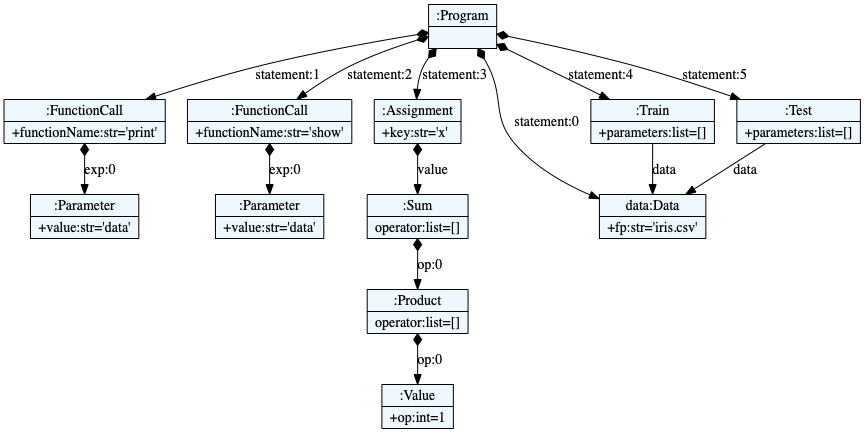 :Program
statement:1
statement:2
statement:3
statement:4
statement:5
:FunctionCall
+functionName:str='print'
:FunctionCall
+functionName:str='show'
:Assignment
+key:str='x'
statement:0
:Train
+parameters:list=[]
:Test
+parameters:list=[]
exp:0
exp:0
value
data
data
:Parameter
+value:str='data'
:Parameter
+value:str='data'
:Sum
operator:list=[]
data:Data
+fp:str='iris.csv'
op:0
:Product
operator:list=[]
op:0
:Value
+op:int=1